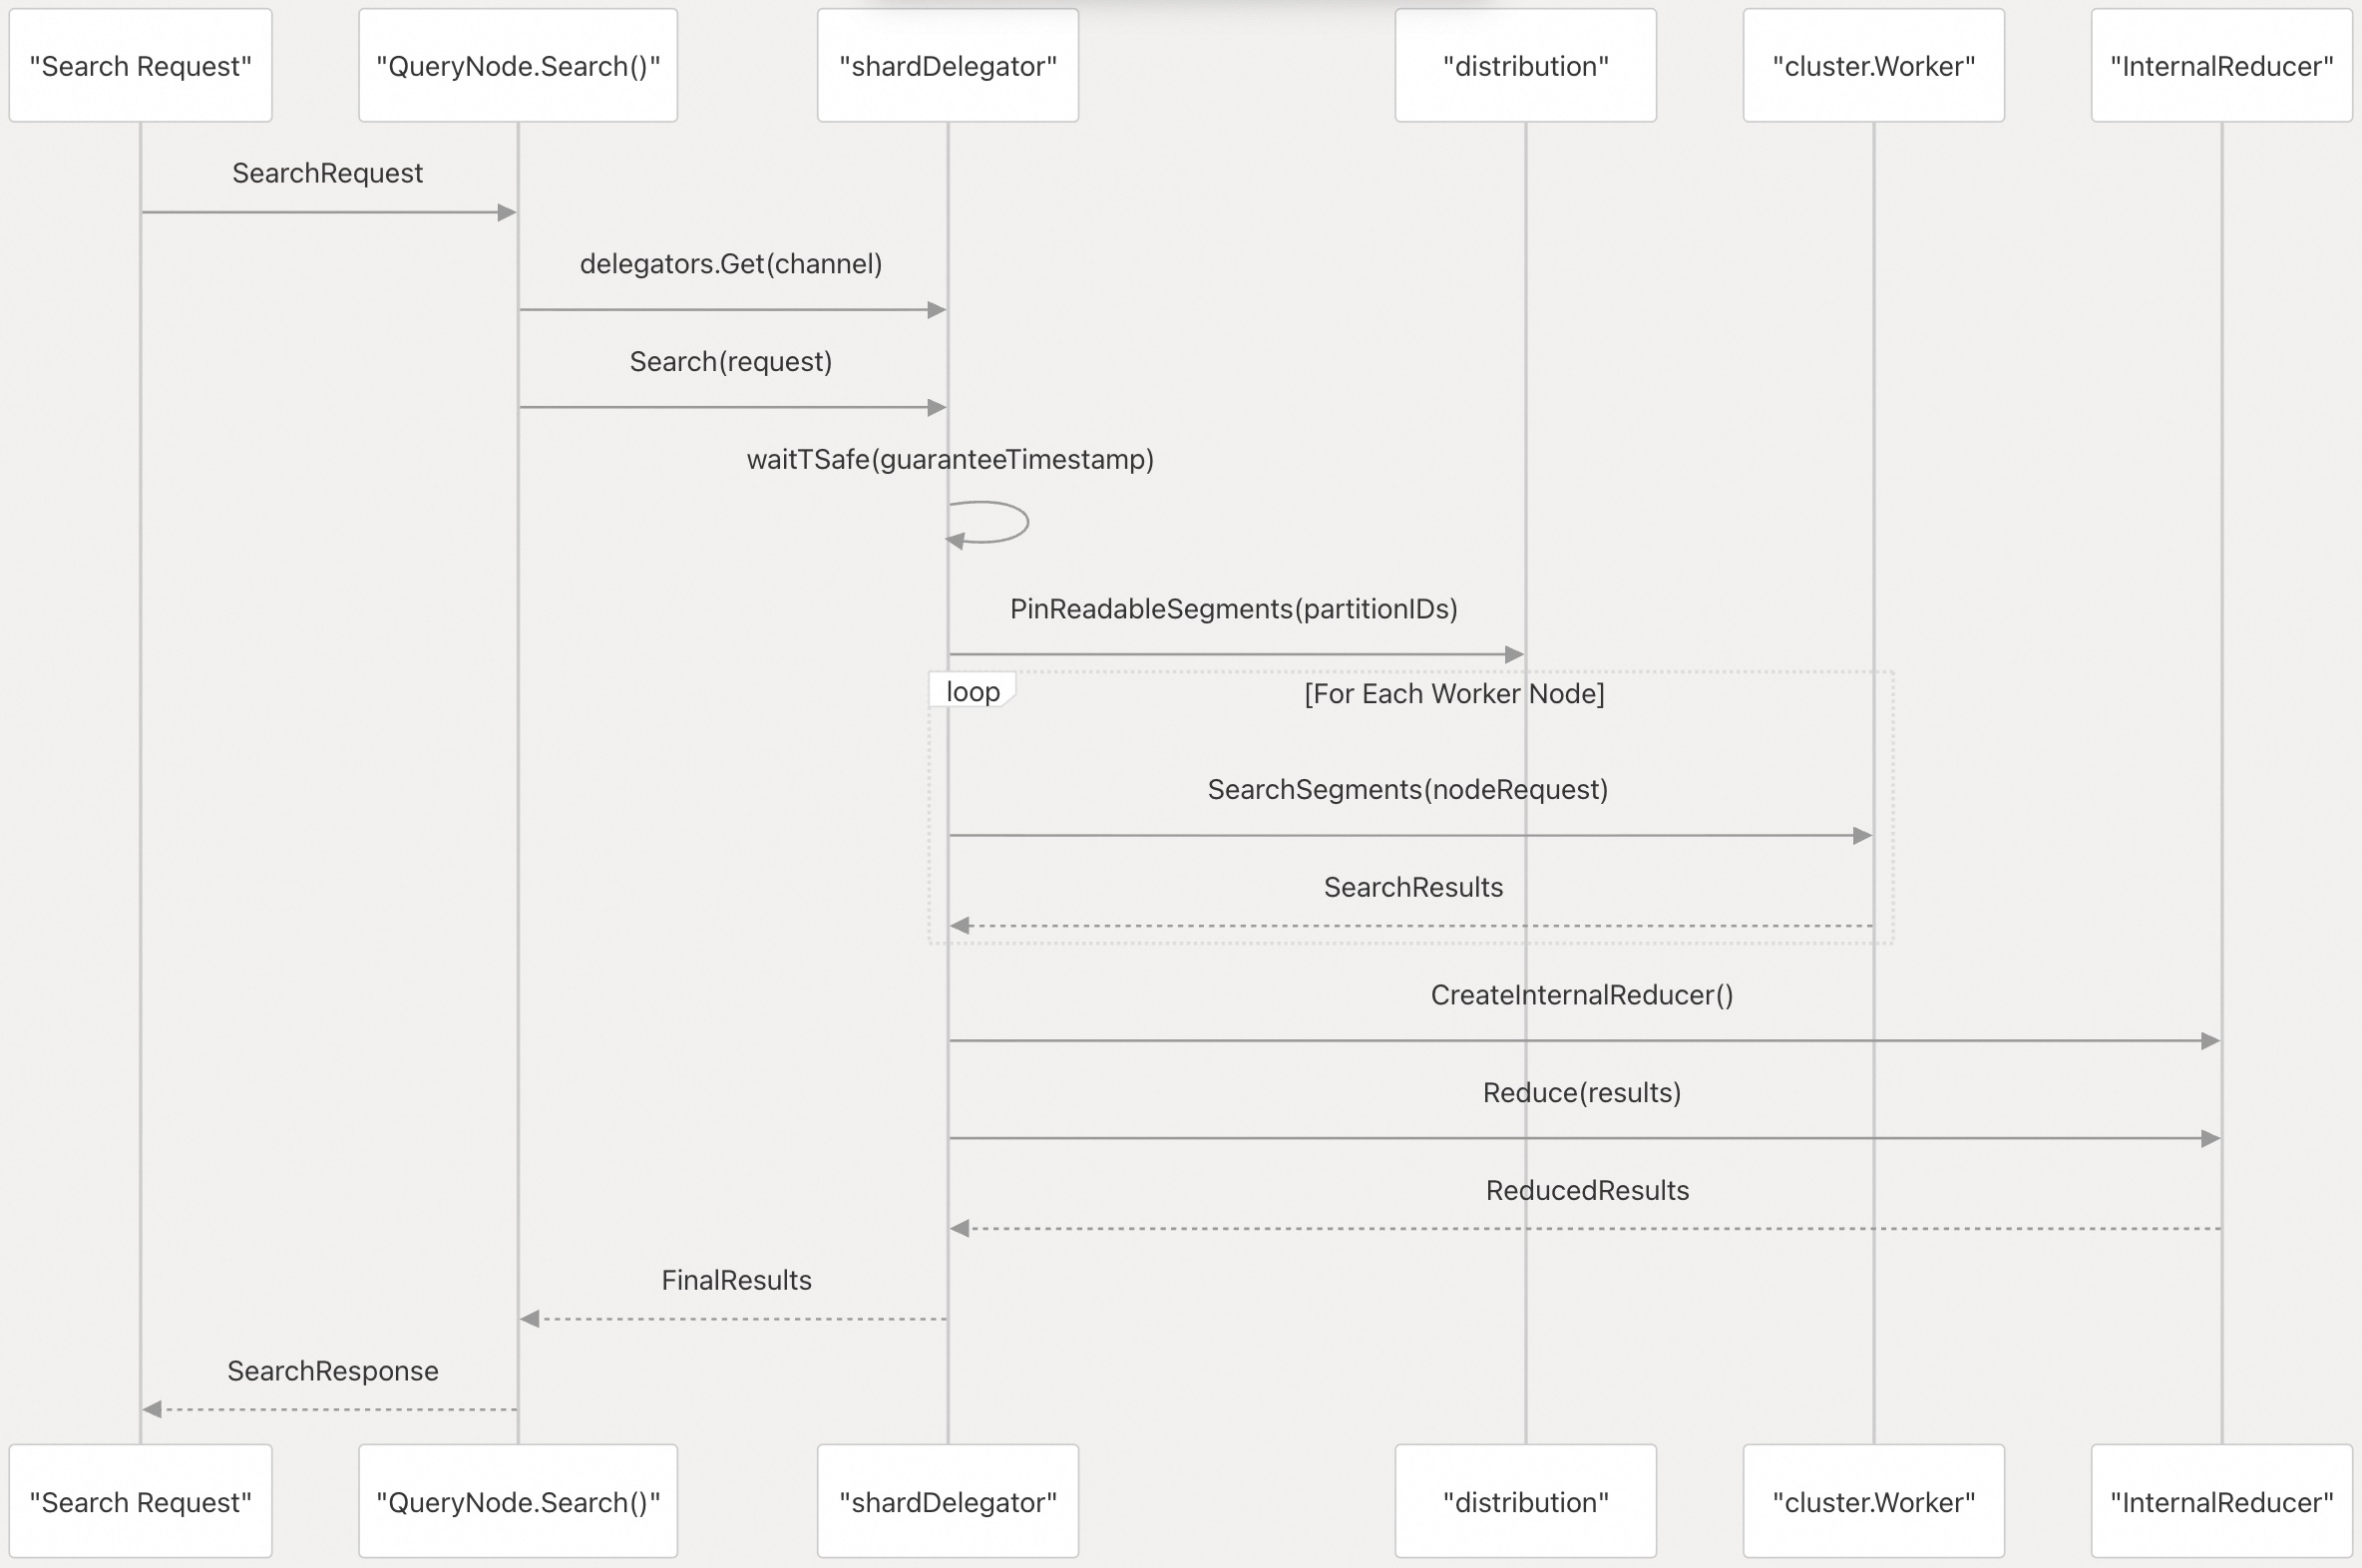 "Search Request"
"QueryNode.Search()"
"shardDelegator"
"distribution"
"cluster.Worker"
"InternalReducer"
SearchRequest
delegators.Get(channel)
Search(request)
waitTSafe(guaranteeTimestamp)
PinReadableSegments(partitionIDs)
loop
[For Each Worker Node]
SearchSegments(nodeRequest)
SearchResults
CreateInternalReducer()
Reduce(results)
ReducedResults
FinalResults
SearchResponse
"Search Request"
"QueryNode.Search()"
"shardDelegator"
"distribution"
"cluster.Worker"
"InternalReducer"